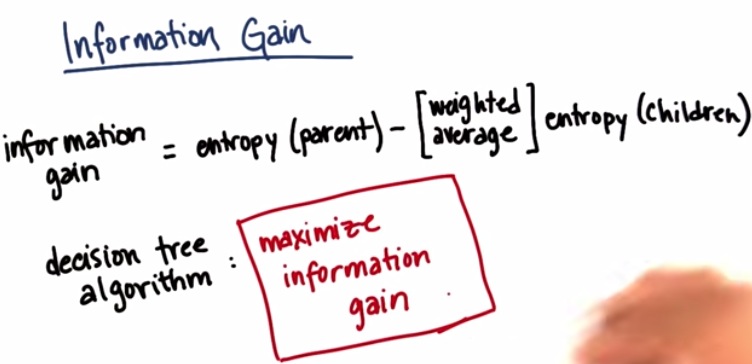 Information Gain
information gain = entropy (parent) - [weighted average] entropy (children)
decision tree algorithm : maximize information gain